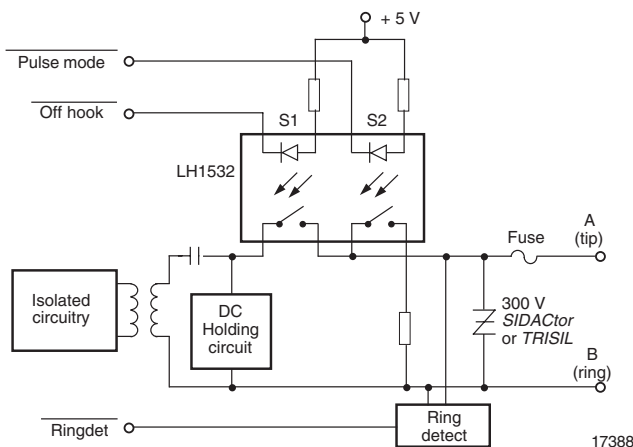 + 5 V
Pulse mode
Off hook
S1
S2
LH1532
A
(tip)
Fuse
Isolated
circuitry
DC
Holding
circuit
300 V
SIDACtor
or TRISIL
B
(ring)
Ringdet
Ring
detect
17388